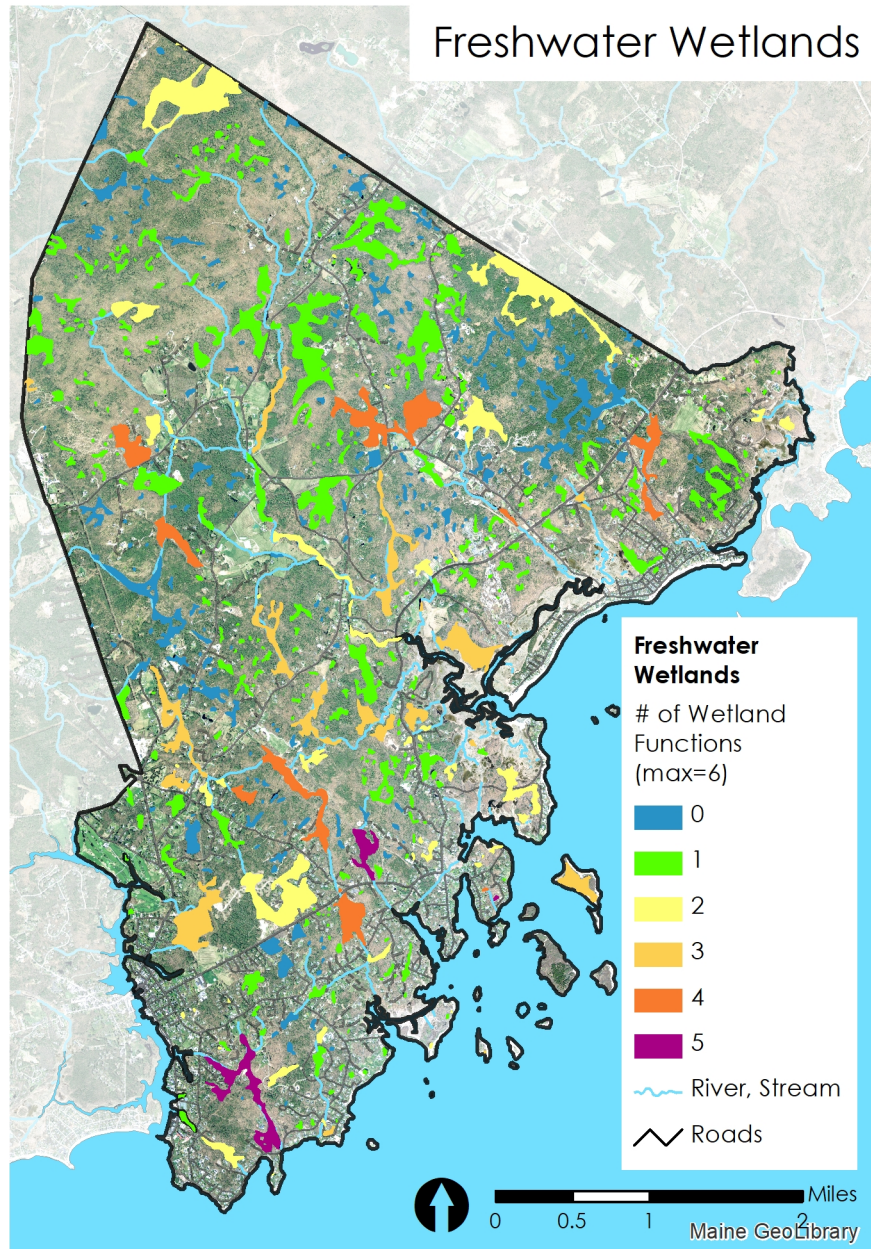 Freshwater Wetlands
Freshwater
Wetlands
# of Wetland
Functions
(max=6)
0
1
2
3
4
5
River, Stream
Roads
Miles
0 0.5 1 2
Maine GeoLibrary